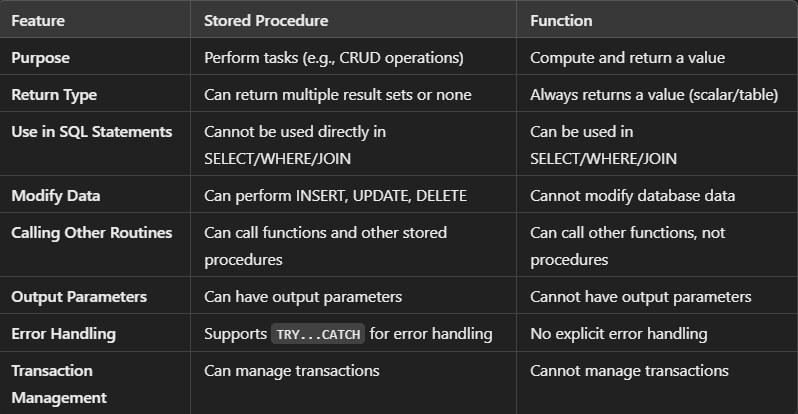 Feature Stored Procedure Function
Purpose Perform tasks (e.g., CRUD operations) Compute and return a value
Return Type Can return multiple result sets or none Always returns a value (scalar/table)
Use in SQL Statements Cannot be used directly in Can be used in
SELECT/WHERE/JOIN SELECT/WHERE/JOIN
Modify Data Can perform INSERT, UPDATE, DELETE Cannot modify database data
Calling Other Routines Can call functions and other stored Can call other functions, not
procedures procedures
Output Parameters Can have output parameters Cannot have output parameters
Error Handling Supports TRY...CATCH for error handling No explicit error handling
Transaction Can manage transactions Cannot manage transactions
Management